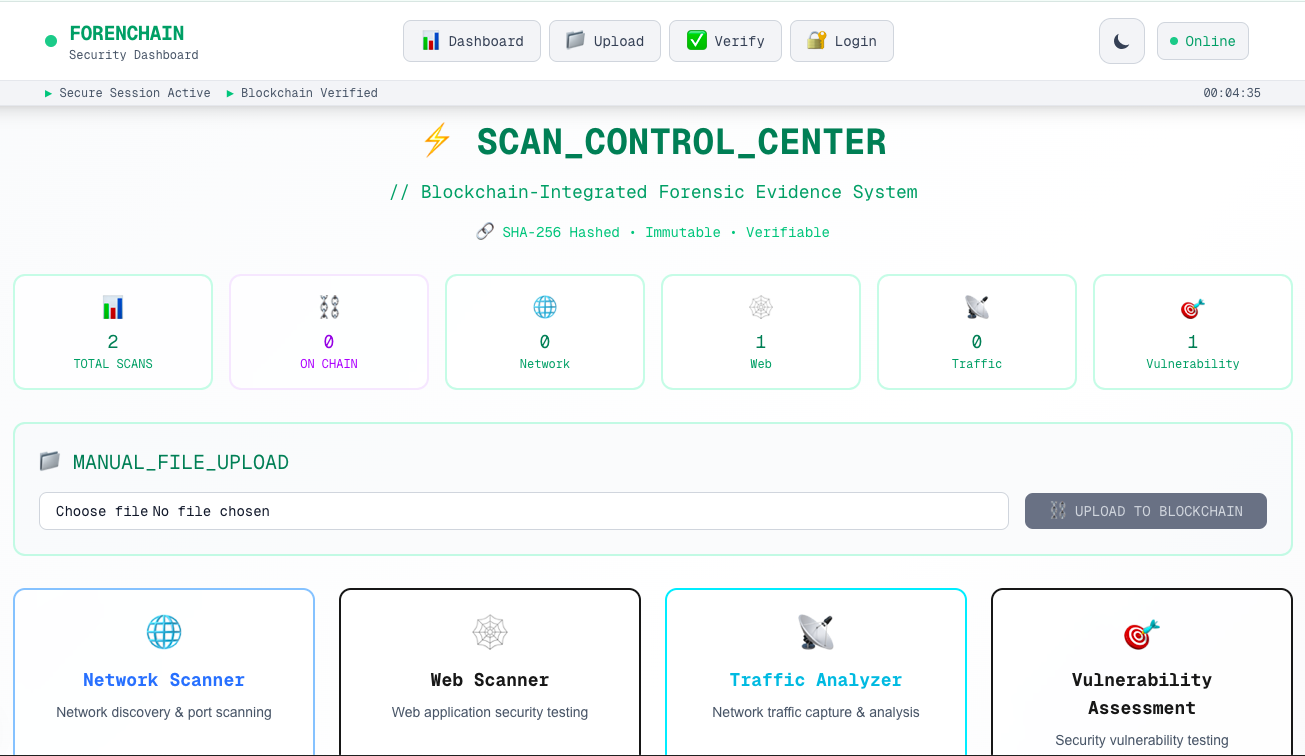 FORENCHAIN
Security Dashboard
Dashboard
Upload
Verify
Login
Online
Secure Session Active
Blockchain Verified
00:04:35
SCAN_CONTROL_CENTER
// Blockchain-Integrated Forensic Evidence System
SHA-256 Hashed • Immutable • Verifiable
2
TOTAL SCANS
0
ON CHAIN
0
Network
1
Web
0
Traffic
1
Vulnerability
MANUAL_FILE_UPLOAD
Choose file No file chosen
UPLOAD TO BLOCKCHAIN
Network Scanner
Network discovery & port scanning
Web Scanner
Web application security testing
Traffic Analyzer
Network traffic capture & analysis
Vulnerability
Assessment
Security vulnerability testing